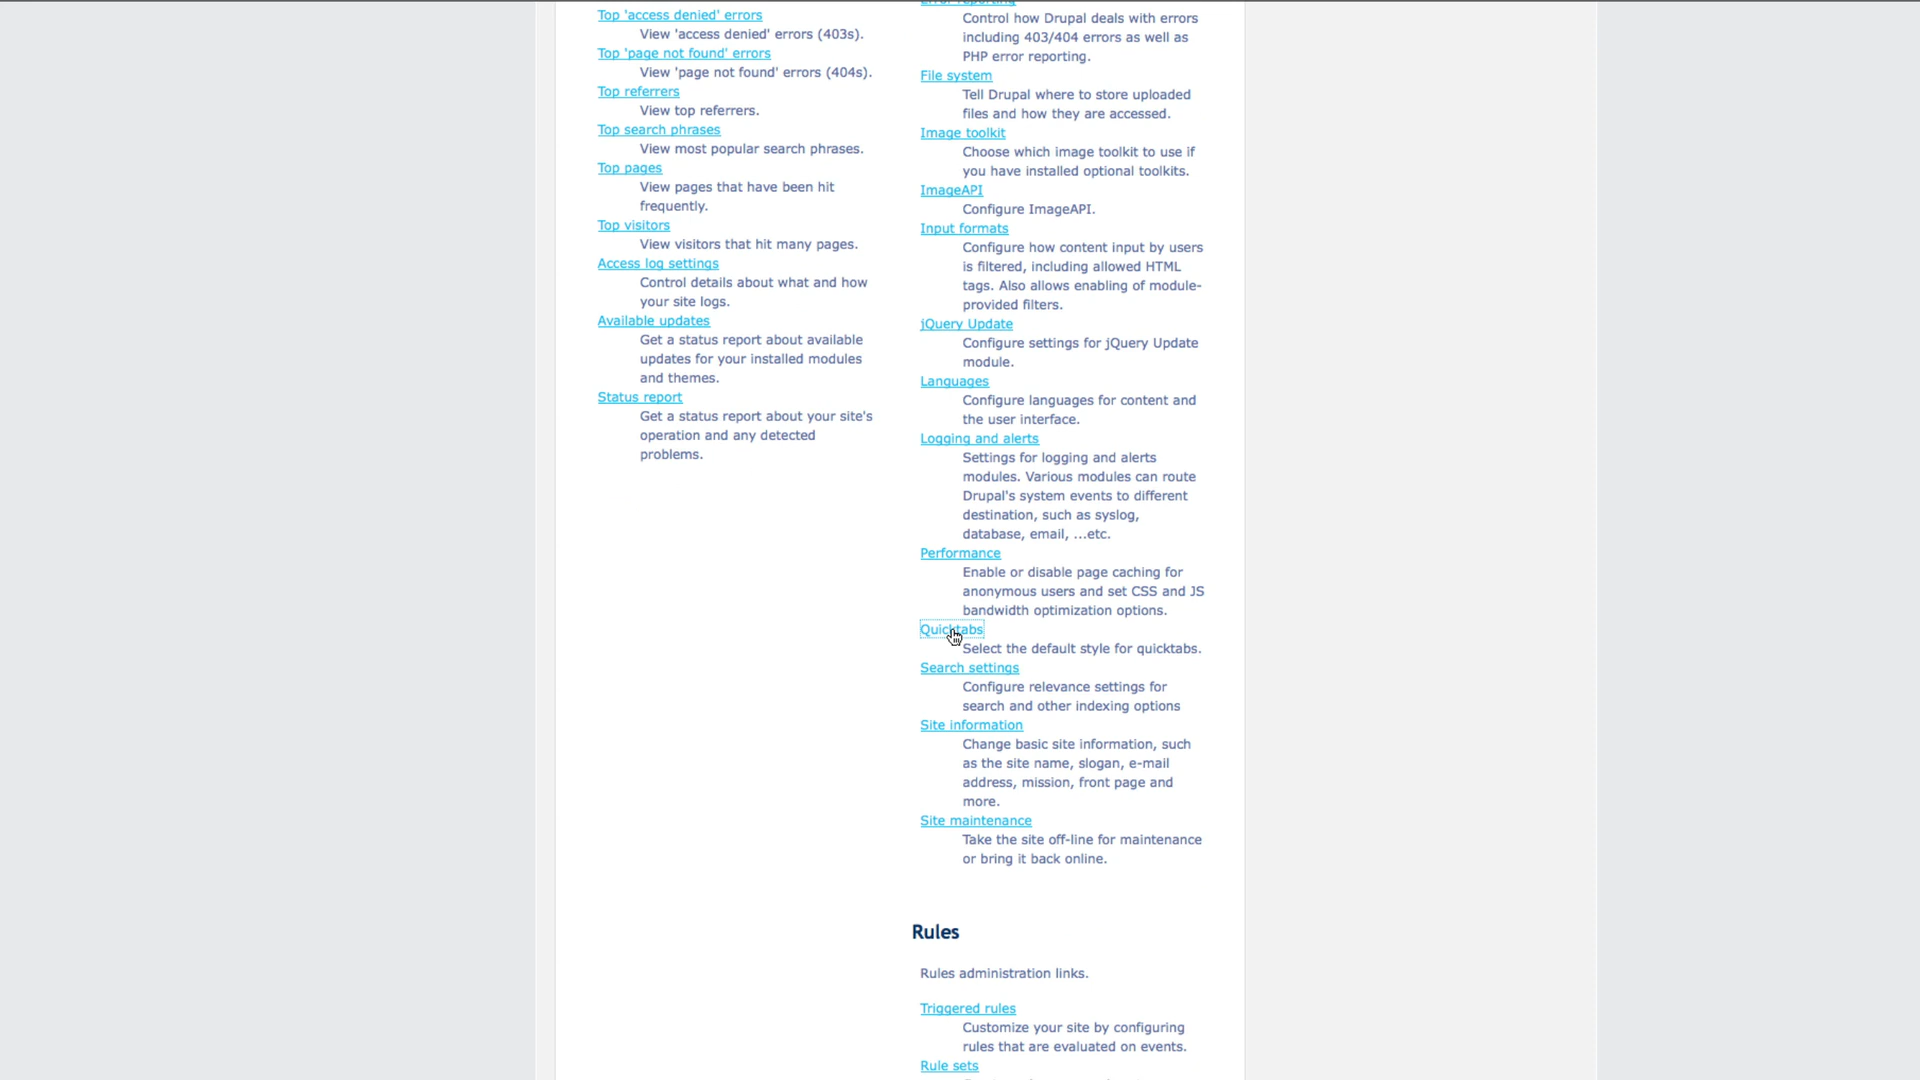 Top 'access denied' errors
View 'access denied' errors (403s).
Top 'page not found' errors
View 'page not found' errors (404s).
Top referrers
View top referrers.
Top search phrases
View most popular search phrases.
Top pages
View pages that have been hit
frequently.
Top visitors
View visitors that hit many pages.
Access log settings
Control details about what and how
your site logs.
Available updates
Get a status report about available
updates for your installed modules
and themes.
Status report
Get a status report about your site's
operation and any detected
problems.
Error reporting
Control how Drupal deals with errors
including 403/404 errors as well as
PHP error reporting.
File system
Tell Drupal where to store uploaded
files and how they are accessed.
Image toolkit
Choose which image toolkit to use if
you have installed optional toolkits.
ImageAPI
Configure ImageAPI.
Input formats
Configure how content input by users
is filtered, including allowed HTML
tags. Also allows enabling of module-
provided filters.
jQuery Update
Configure settings for jQuery Update
module.
Languages
Configure languages for content and
the user interface.
Logging and alerts
Settings for logging and alerts
modules. Various modules can route
Drupal's system events to different
destination, such as syslog,
database, email, ...etc.
Performance
Enable or disable page caching for
anonymous users and set CSS and JS
bandwidth optimization options.
Quicktabs
Select the default style for quicktabs.
Search settings
Configure relevance settings for
search and other indexing options
Site information
Change basic site information, such
as the site name, slogan, e-mail
address, mission, front page and
more.
Site maintenance
Take the site off-line for maintenance
or bring it back online.
Rules
Rules administration links.
Triggered rules
Customize your site by configuring
rules that are evaluated on events.
Rule sets